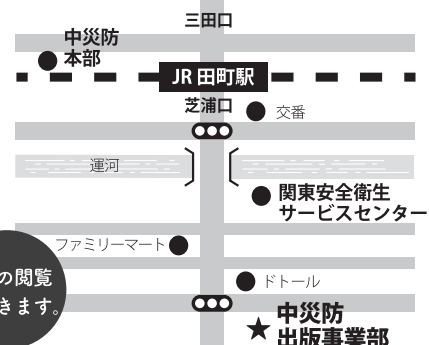 三田口
中災防
本部
JR 田町駅
芝浦口
交番
運河
関東安全衛生
サービスセンター
ファミリーマート
の閲覧
きます。
ドトール
中災防
出版事業部